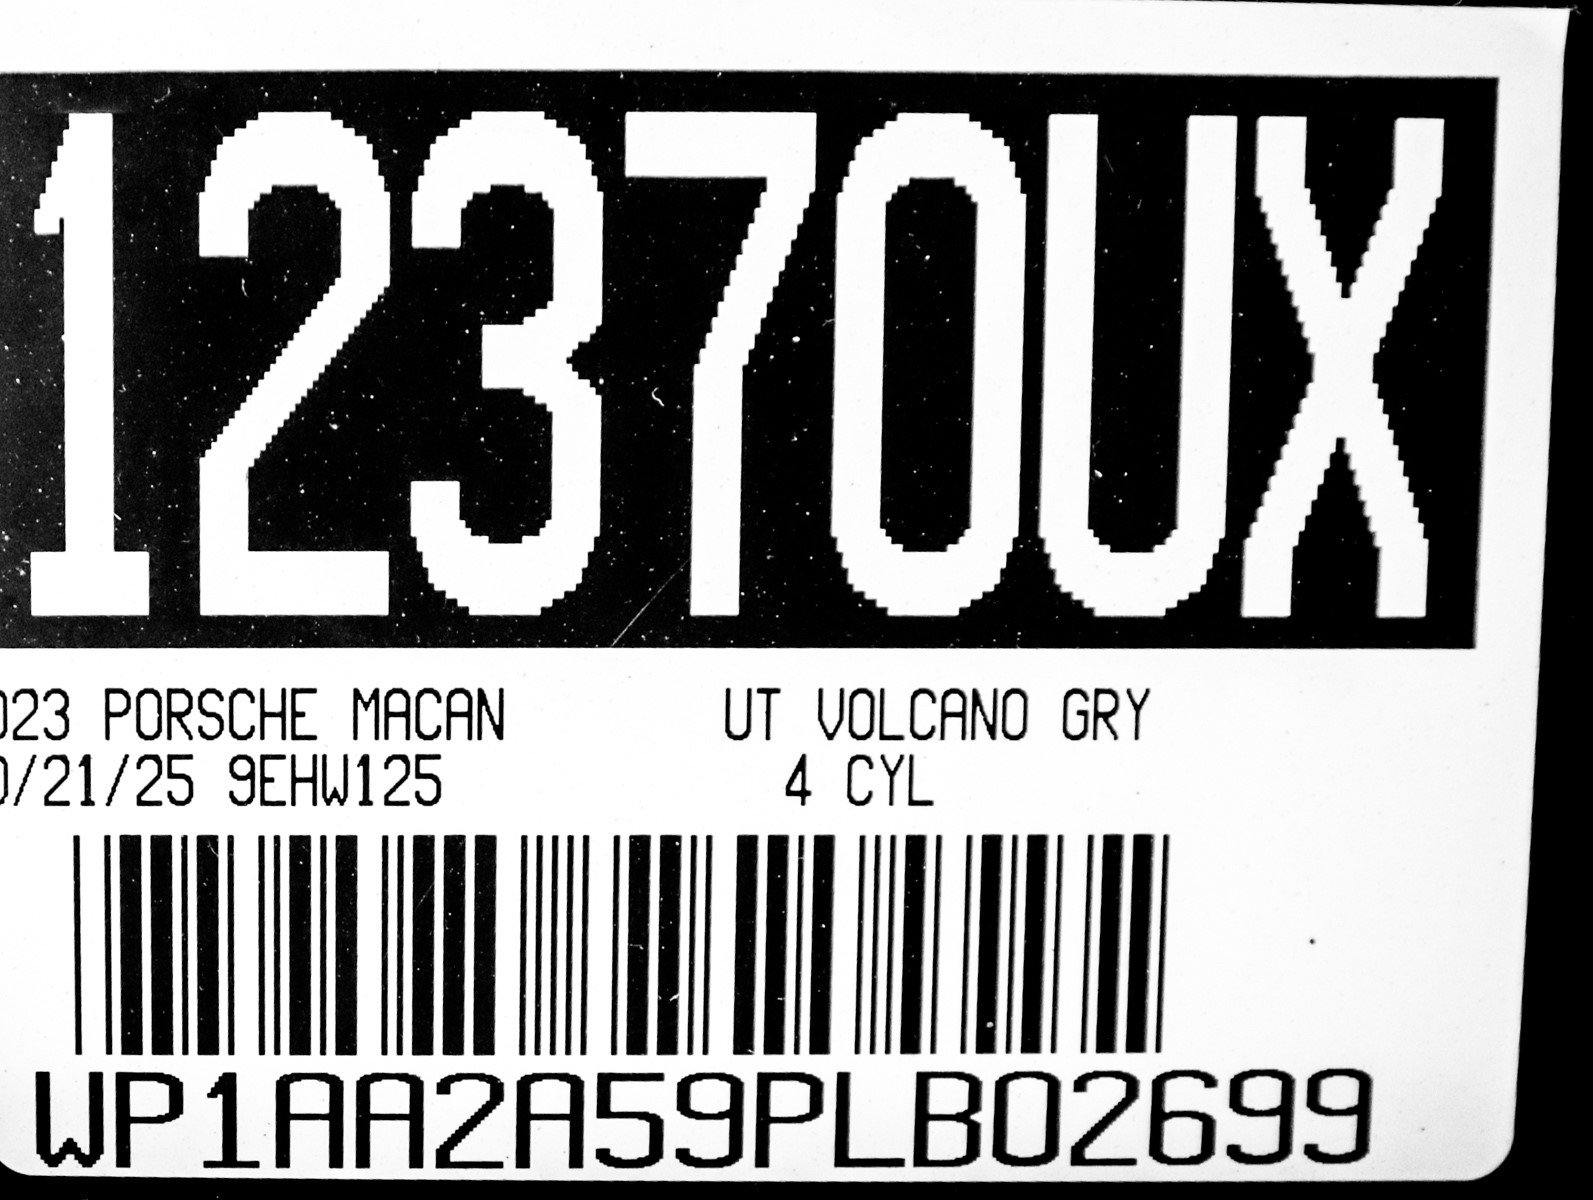 12370UX
023 PORSCHE MACAN UT VOLCANO GRY
0/21/25 9EHW125 4 CYL
WP1AA2A59PLB02699